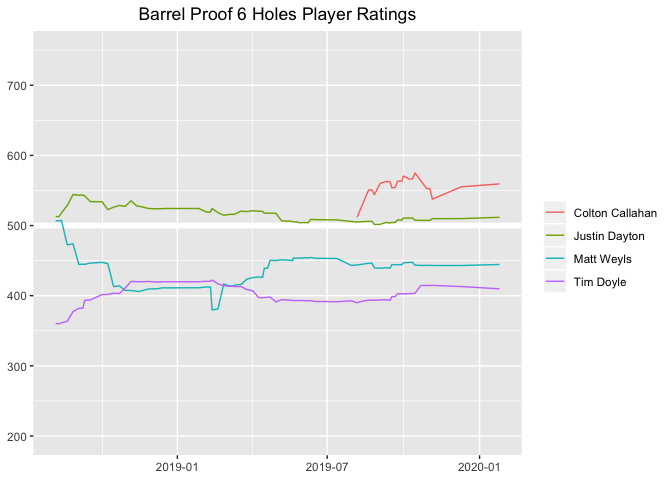 Barrel Proof 6 Holes Player Ratings
700
600
500
400
300
200
2019-01
2019-07
2020-01
Colton Callahan
Justin Dayton
Matt Weyls
Tim Doyle